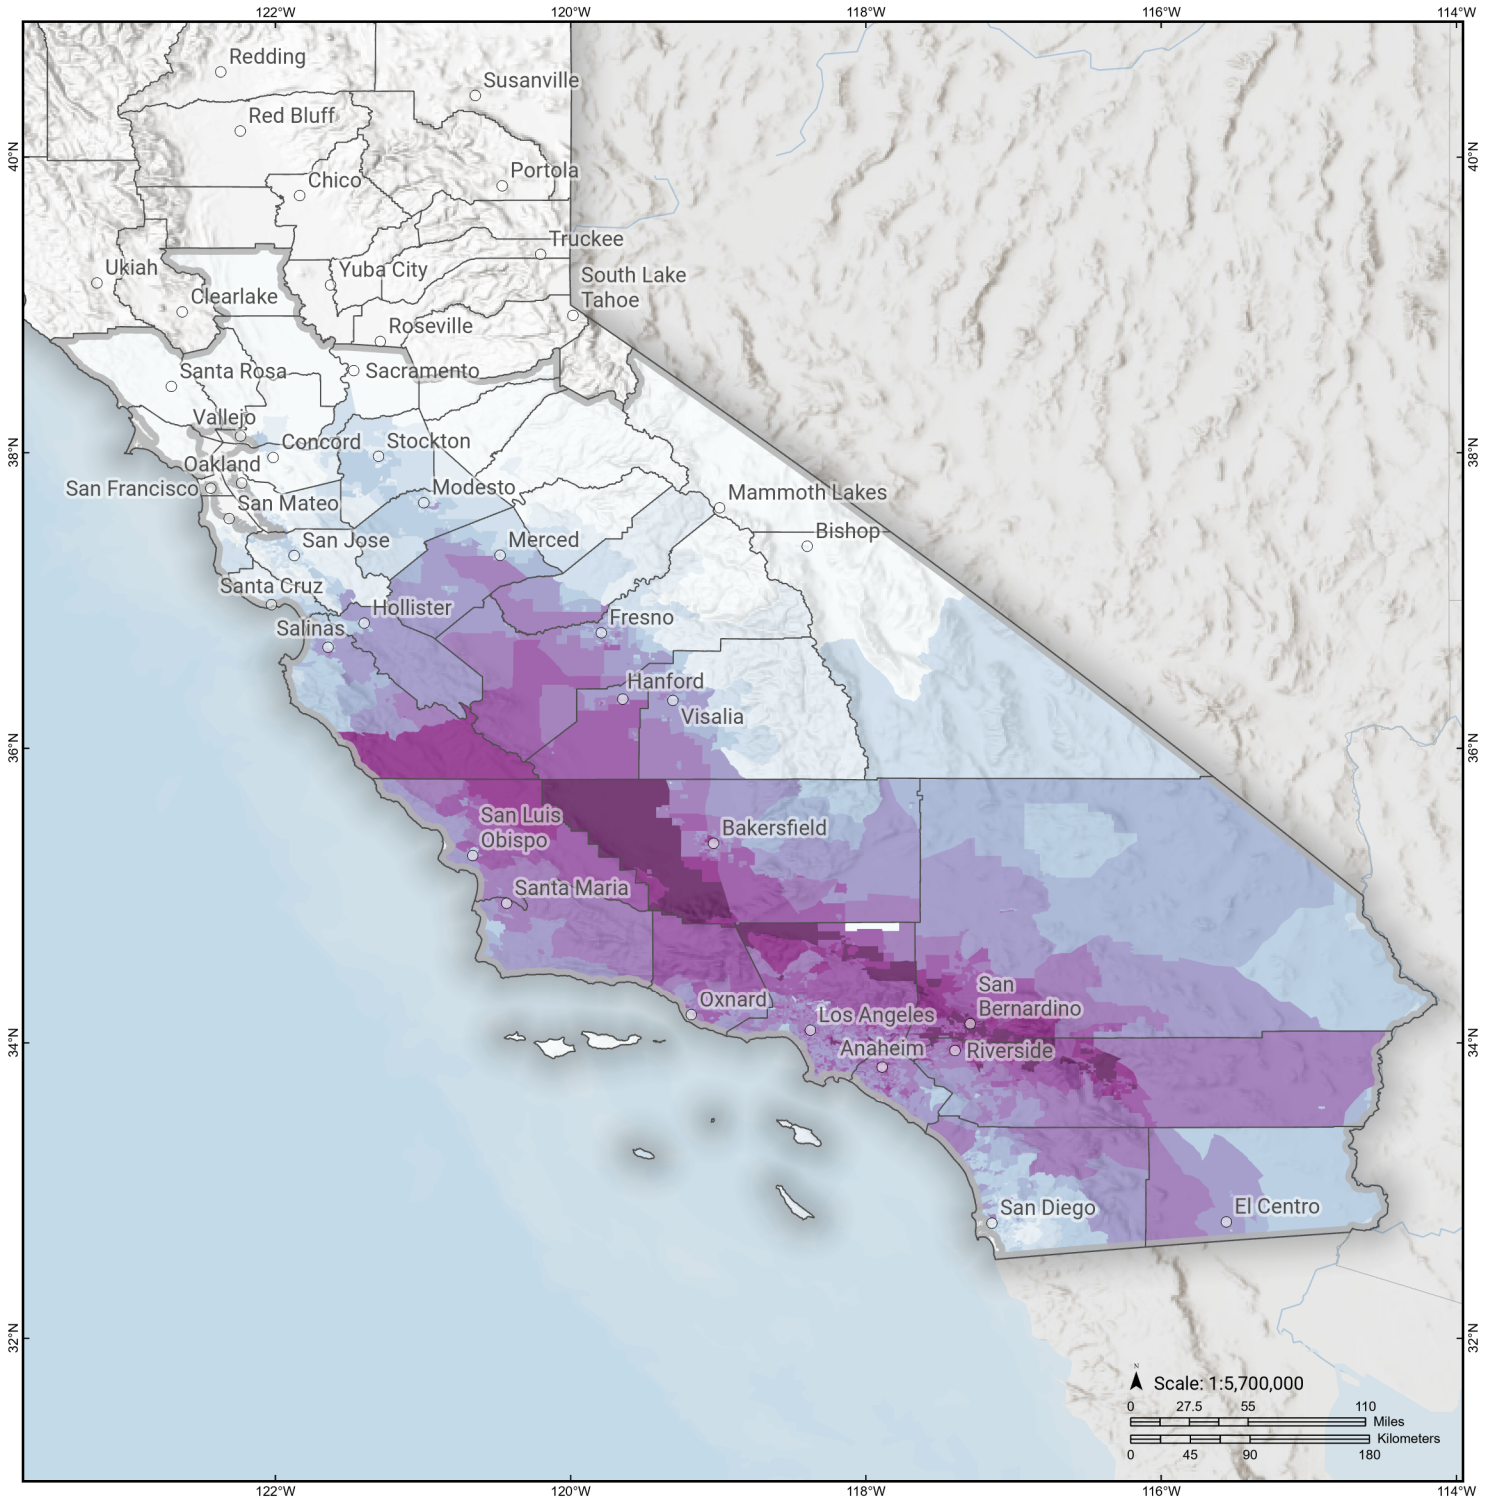 122°W
120°W
118°W
116°W
114°W
Redding
Susanville
Red Bluff
40°N
40°N
Portola
Chico
Truckee
Ukiah
Yuba City
South Lake
Tahoe
Clearlake
Roseville
Santa Rosa
Sacramento
Vallejo
Concord
Stockton
38°N
38°N
Oakland
San Francisco
Modesto
Mammoth Lakes
San Mateo
Bishop
San Jose
Merced
Santa Cruz
Hollister
Fresno
Salinas
Hanford
Visalia
36°N
36°N
San Luis
Obispo
Bakersfield
Santa Maria
San
Bernardino
Oxnard
Los Angeles
34°N
34°N
Anaheim
Riverside
San Diego
El Centro
32°N
32°N
N
Scale: 1:5,700,000
0 27.5 55 110
Miles
Kilometers
0 45 90 180
122°W
120°W
118°W
116°W
114°W